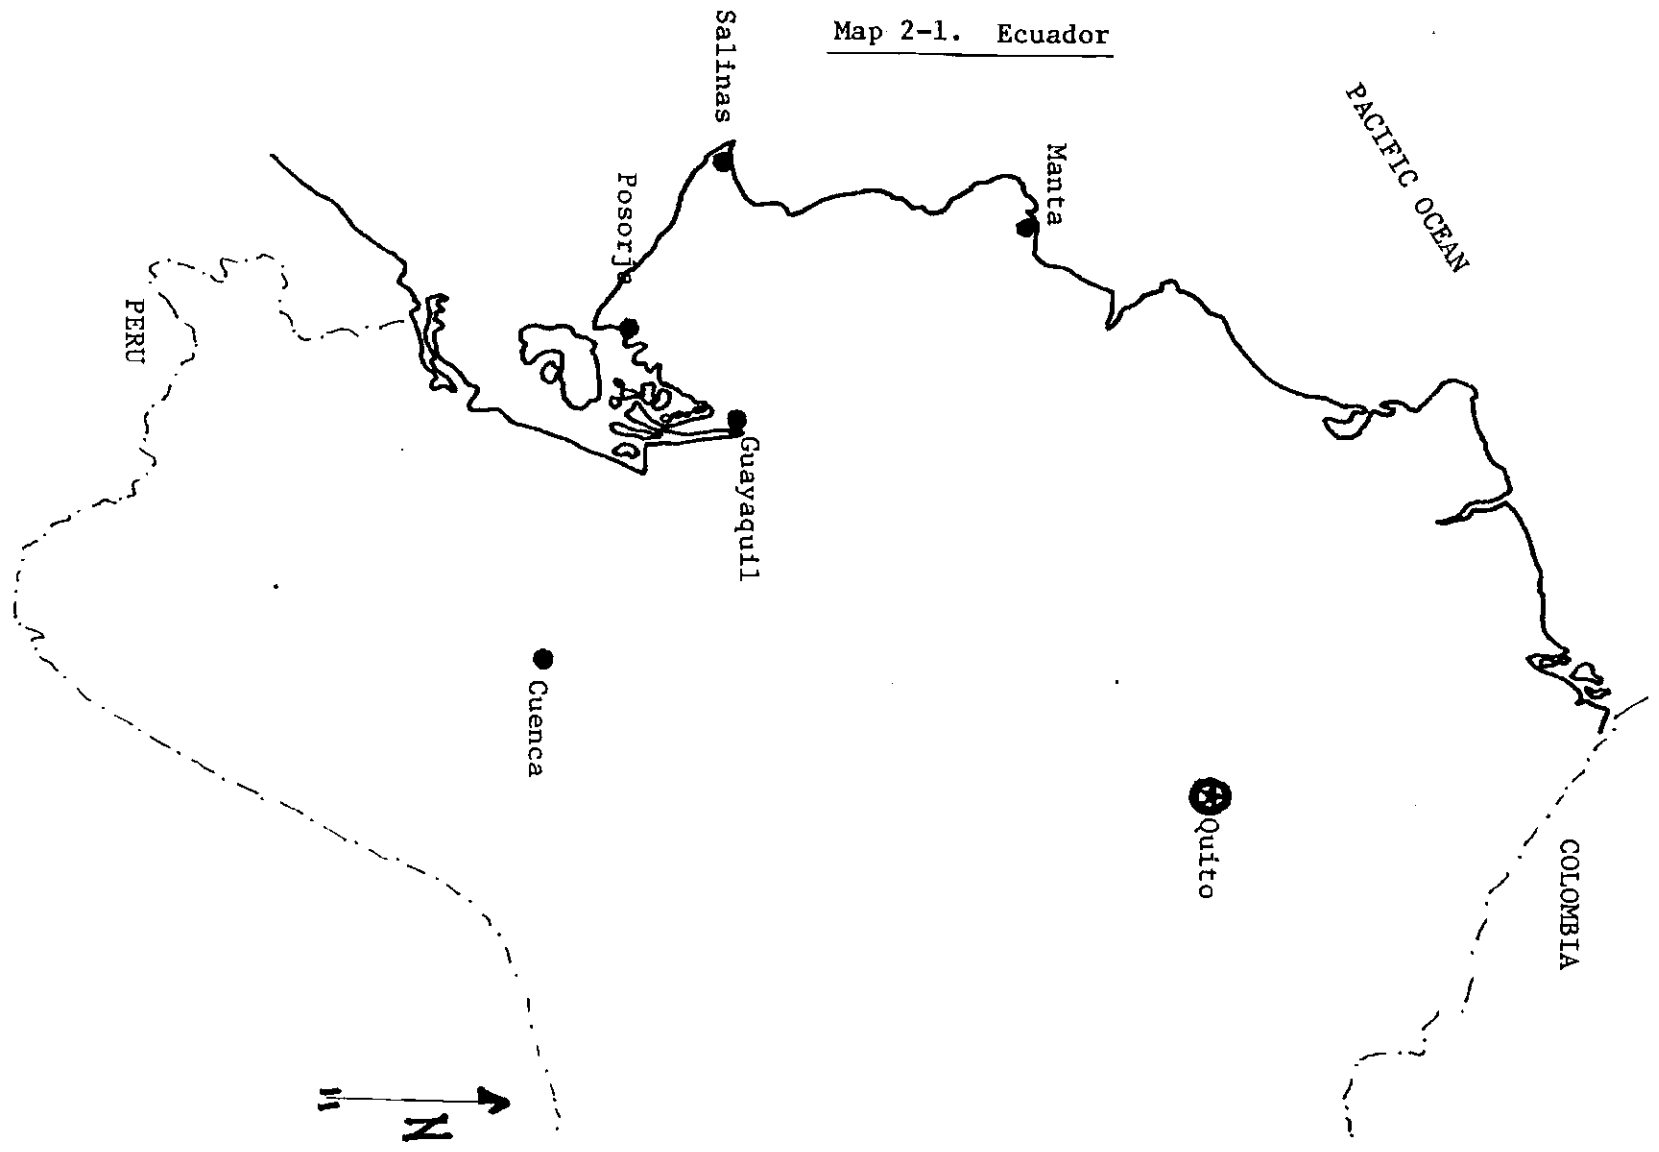 Map 2-1. Ecuador
PACIFIC OCEAN
Salinas
Manta
Posorja
Guayaquil
PERU
Cuenca
Quito
COLOMBIA
N